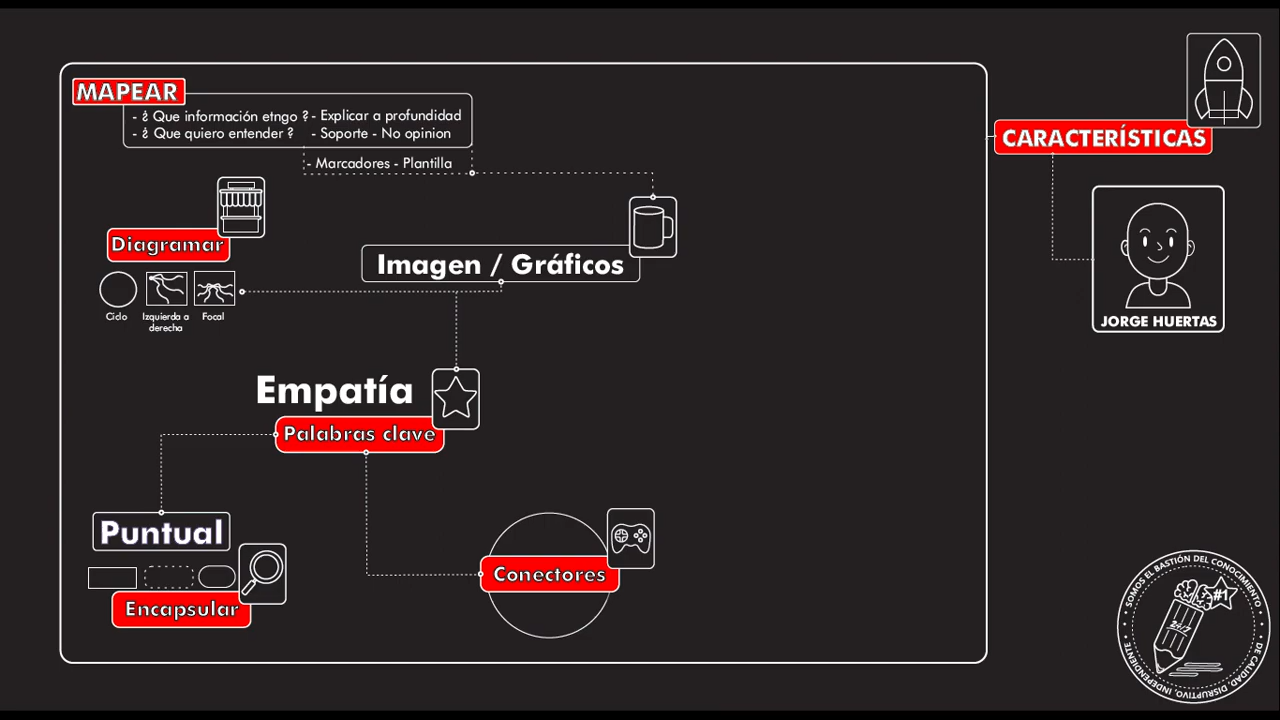 MAPEAR
- ¿ Que información etngo ? - Explicar a profundidad
- ¿ Que quiero entender ? - Soporte - No opinion
- Marcadores - Plantilla
CARACTERÍSTICAS
Diagramar
Imagen / Gráficos
Ciclo
Izquierda a
derecha
Focal
JORGE HUERTAS
Empatía
Palabras clave
Puntual
Conectores
Encapsular
SOMOS EL BASTIÓN DEL CONOCIMIENTO
#1
24/7
DE CALIDAD, DISRUPTIVO, INDEPENDIENTE